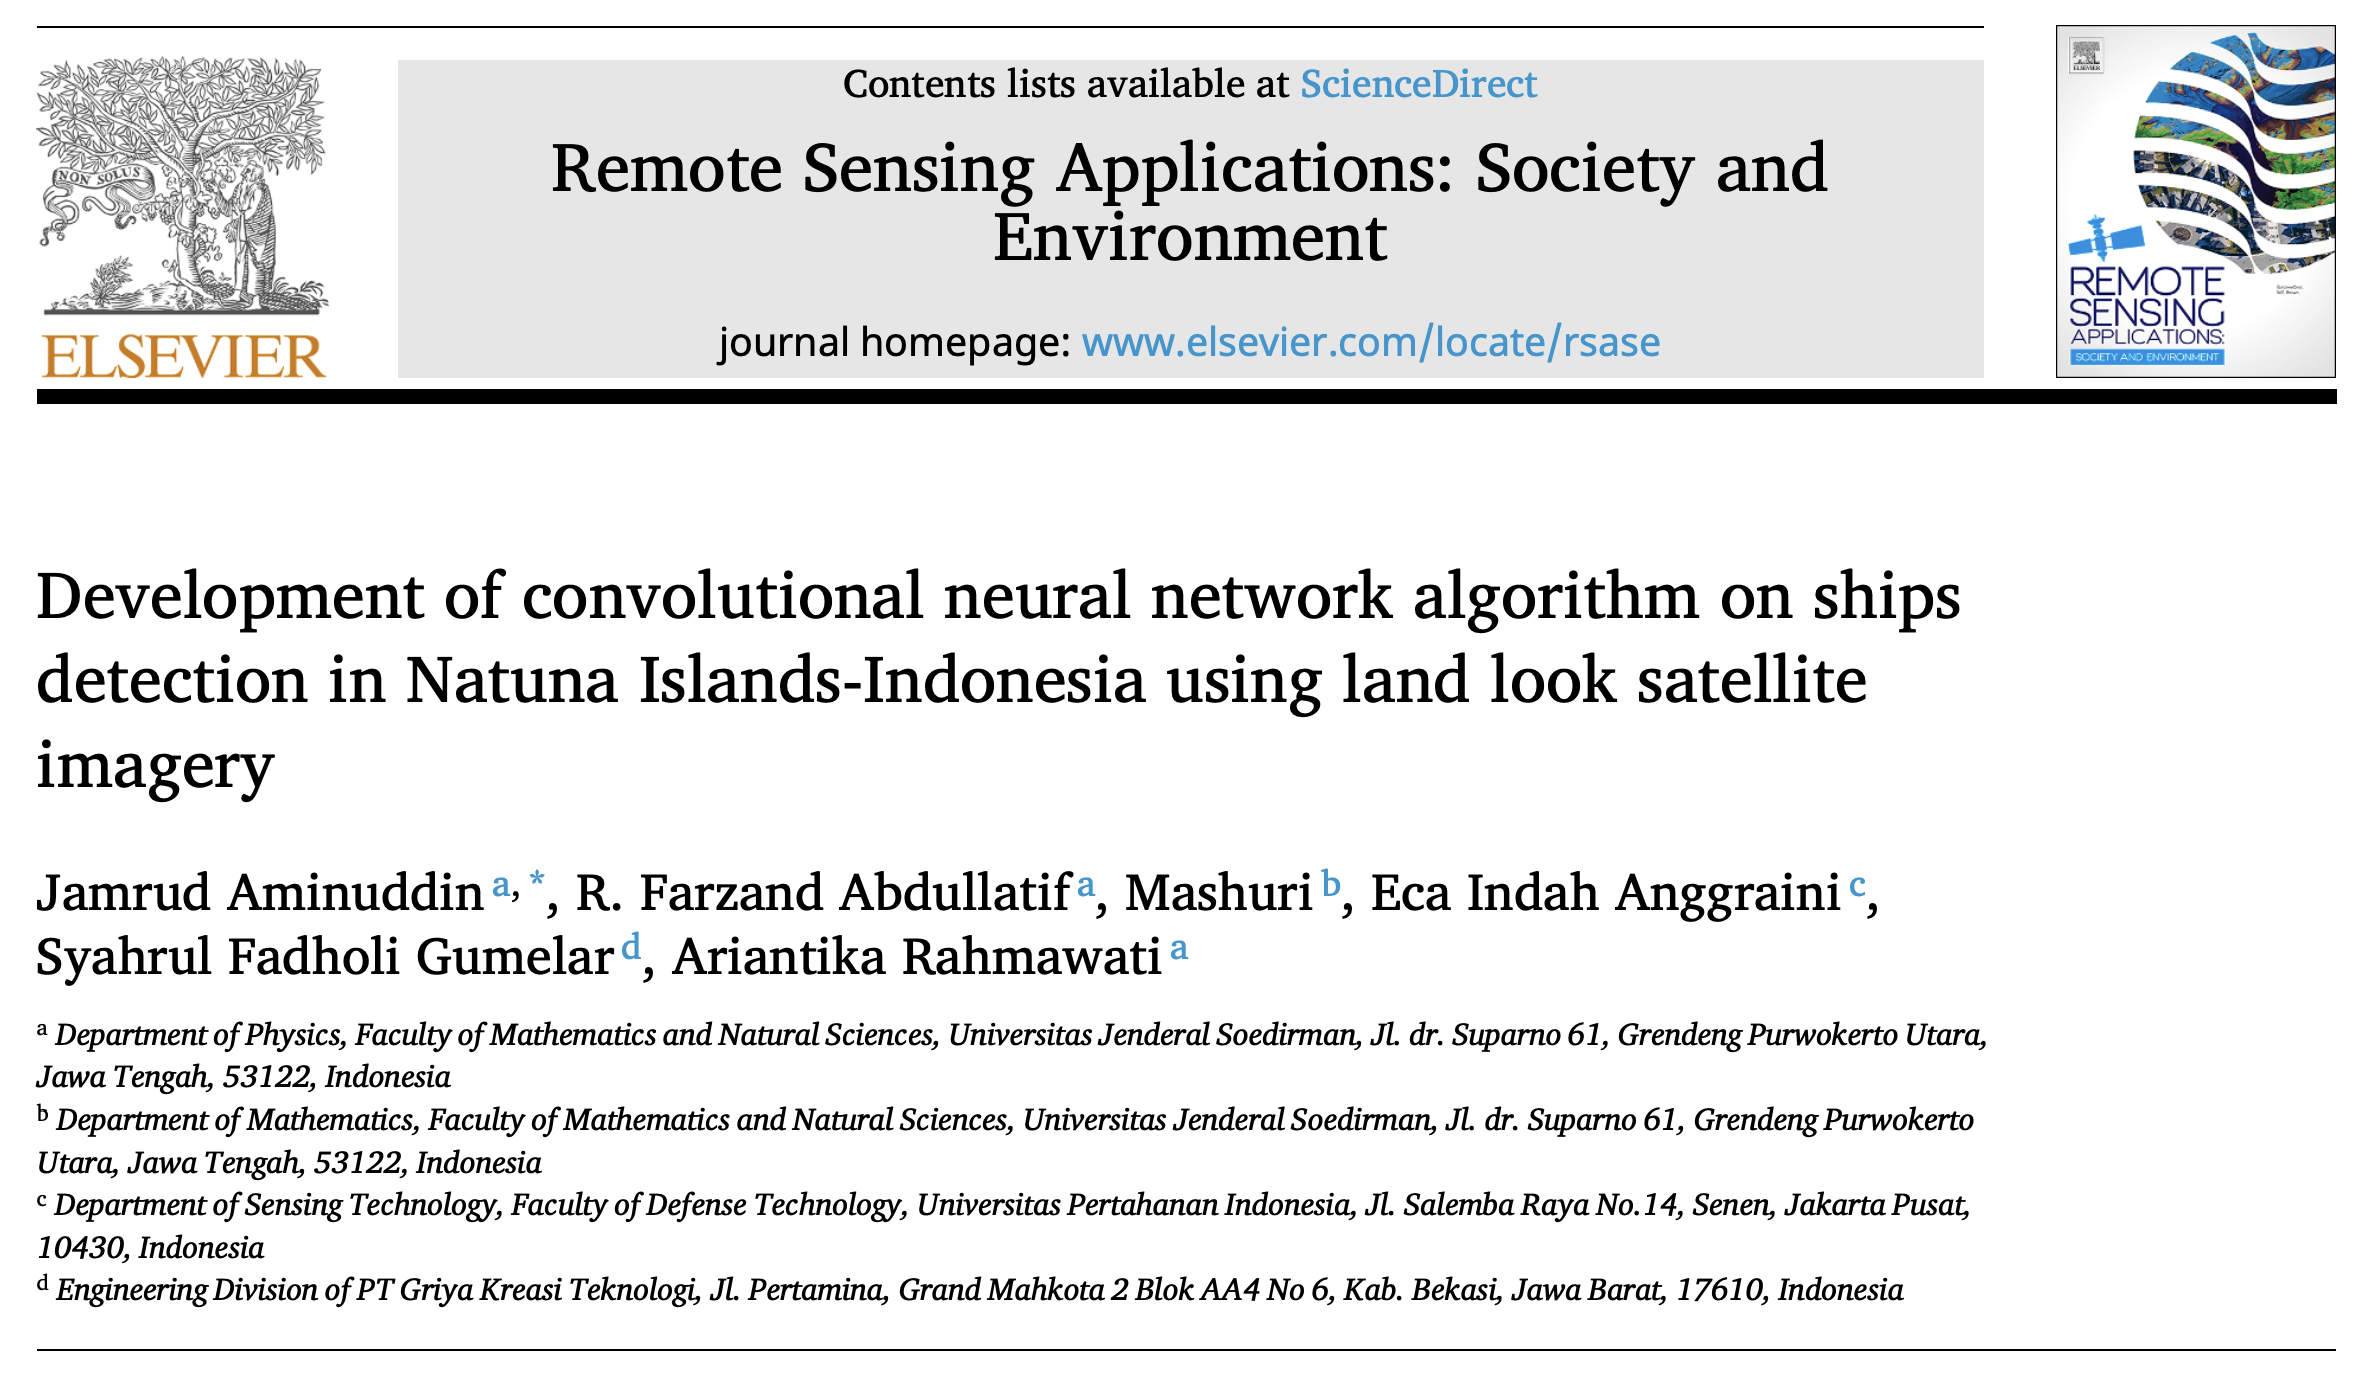 Contents lists available at ScienceDirect
Remote Sensing Applications: Society and
Environment
journal homepage: www.elsevier.com/locate/rsase
NON SOLUS
ELSEVIER
ELSEVIER
REMOTE
SENSING
APPLICATIONS:
SOCIETY AND ENVIRONMENT
Development of convolutional neural network algorithm on ships
detection in Natuna Islands-Indonesia using land look satellite
imagery
Jamrud Aminuddin a, *, R. Farzand Abdullatif a, Mashuri b, Eca Indah Anggraini c,
Syahrul Fadholi Gumelar d, Ariantika Rahmawati a
a Department of Physics, Faculty of Mathematics and Natural Sciences, Universitas Jenderal Soedirman, Jl. dr. Suparno 61, Grendeng Purwokerto Utara,
Jawa Tengah, 53122, Indonesia
b Department of Mathematics, Faculty of Mathematics and Natural Sciences, Universitas Jenderal Soedirman, Jl. dr. Suparno 61, Grendeng Purwokerto
Utara, Jawa Tengah, 53122, Indonesia
c Department of Sensing Technology, Faculty of Defense Technology, Universitas Pertahanan Indonesia, Jl. Salemba Raya No.14, Senen, Jakarta Pusat,
10430, Indonesia
d Engineering Division of PT Griya Kreasi Teknologi, Jl. Pertamina, Grand Mahkota 2 Blok AA4 No 6, Kab. Bekasi, Jawa Barat, 17610, Indonesia